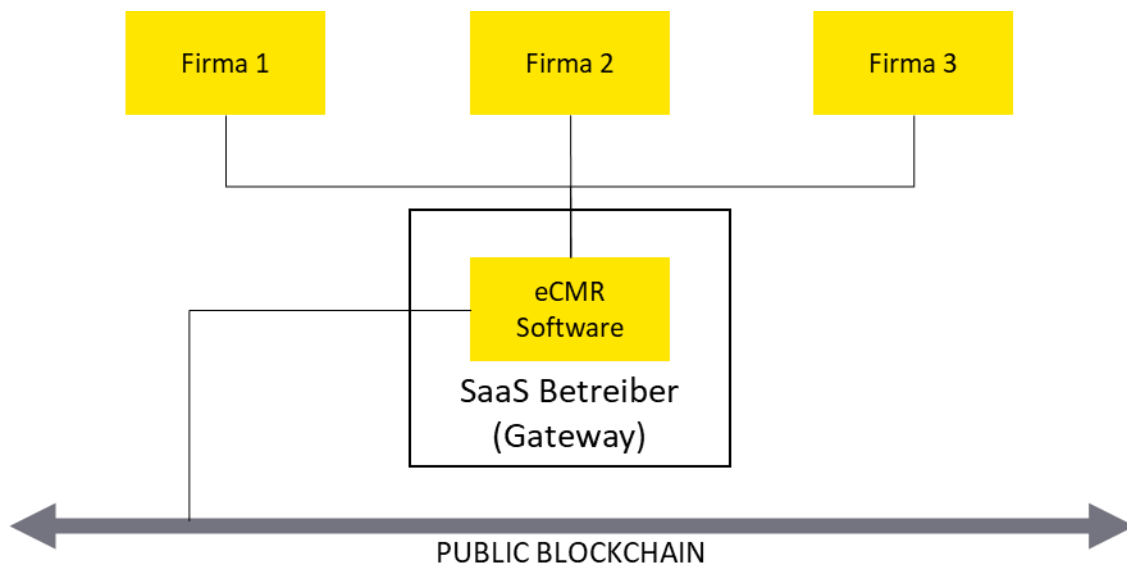 Firma 1
Firma 2
Firma 3
eCMR
Software
SaaS Betreiber
(Gateway)
PUBLIC BLOCKCHAIN